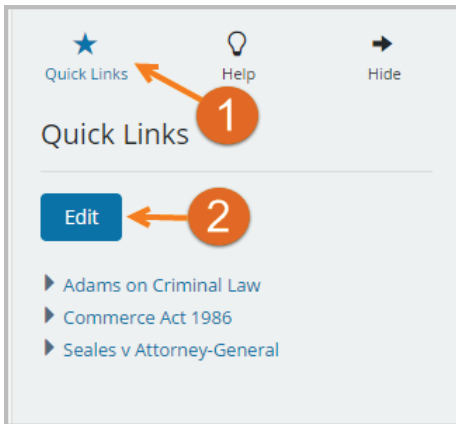 Quick Links Help Hide
1
Quick Links
Edit
2
Adams on Criminal Law
Commerce Act 1986
Seales v Attorney-General